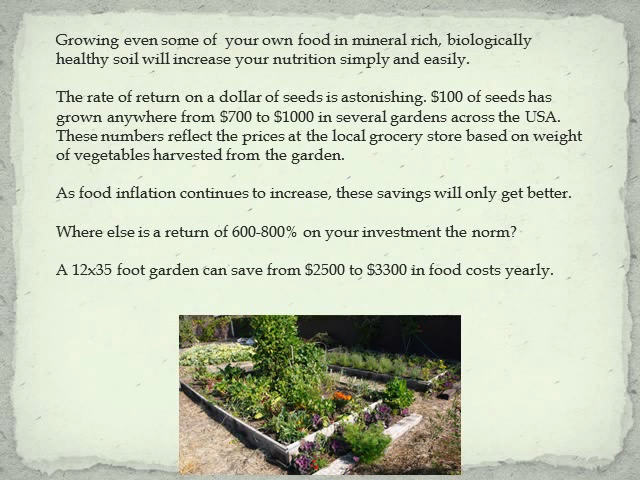 Growing even some of  your own food in mineral rich, biologically
healthy soil will increase your nutrition simply and easily.
The rate of return on a dollar of seeds is astonishing. $100 of seeds has
grown anywhere from $700 to $1000 in several gardens across the USA.
These numbers reflect the prices at the local grocery store based on weight
of vegetables harvested from the garden.
As food inflation continues to increase, these savings will only get better.
Where else is a return of 600-800% on your investment the norm?
A 12x35 foot garden can save from $2500 to $3300 in food costs yearly.